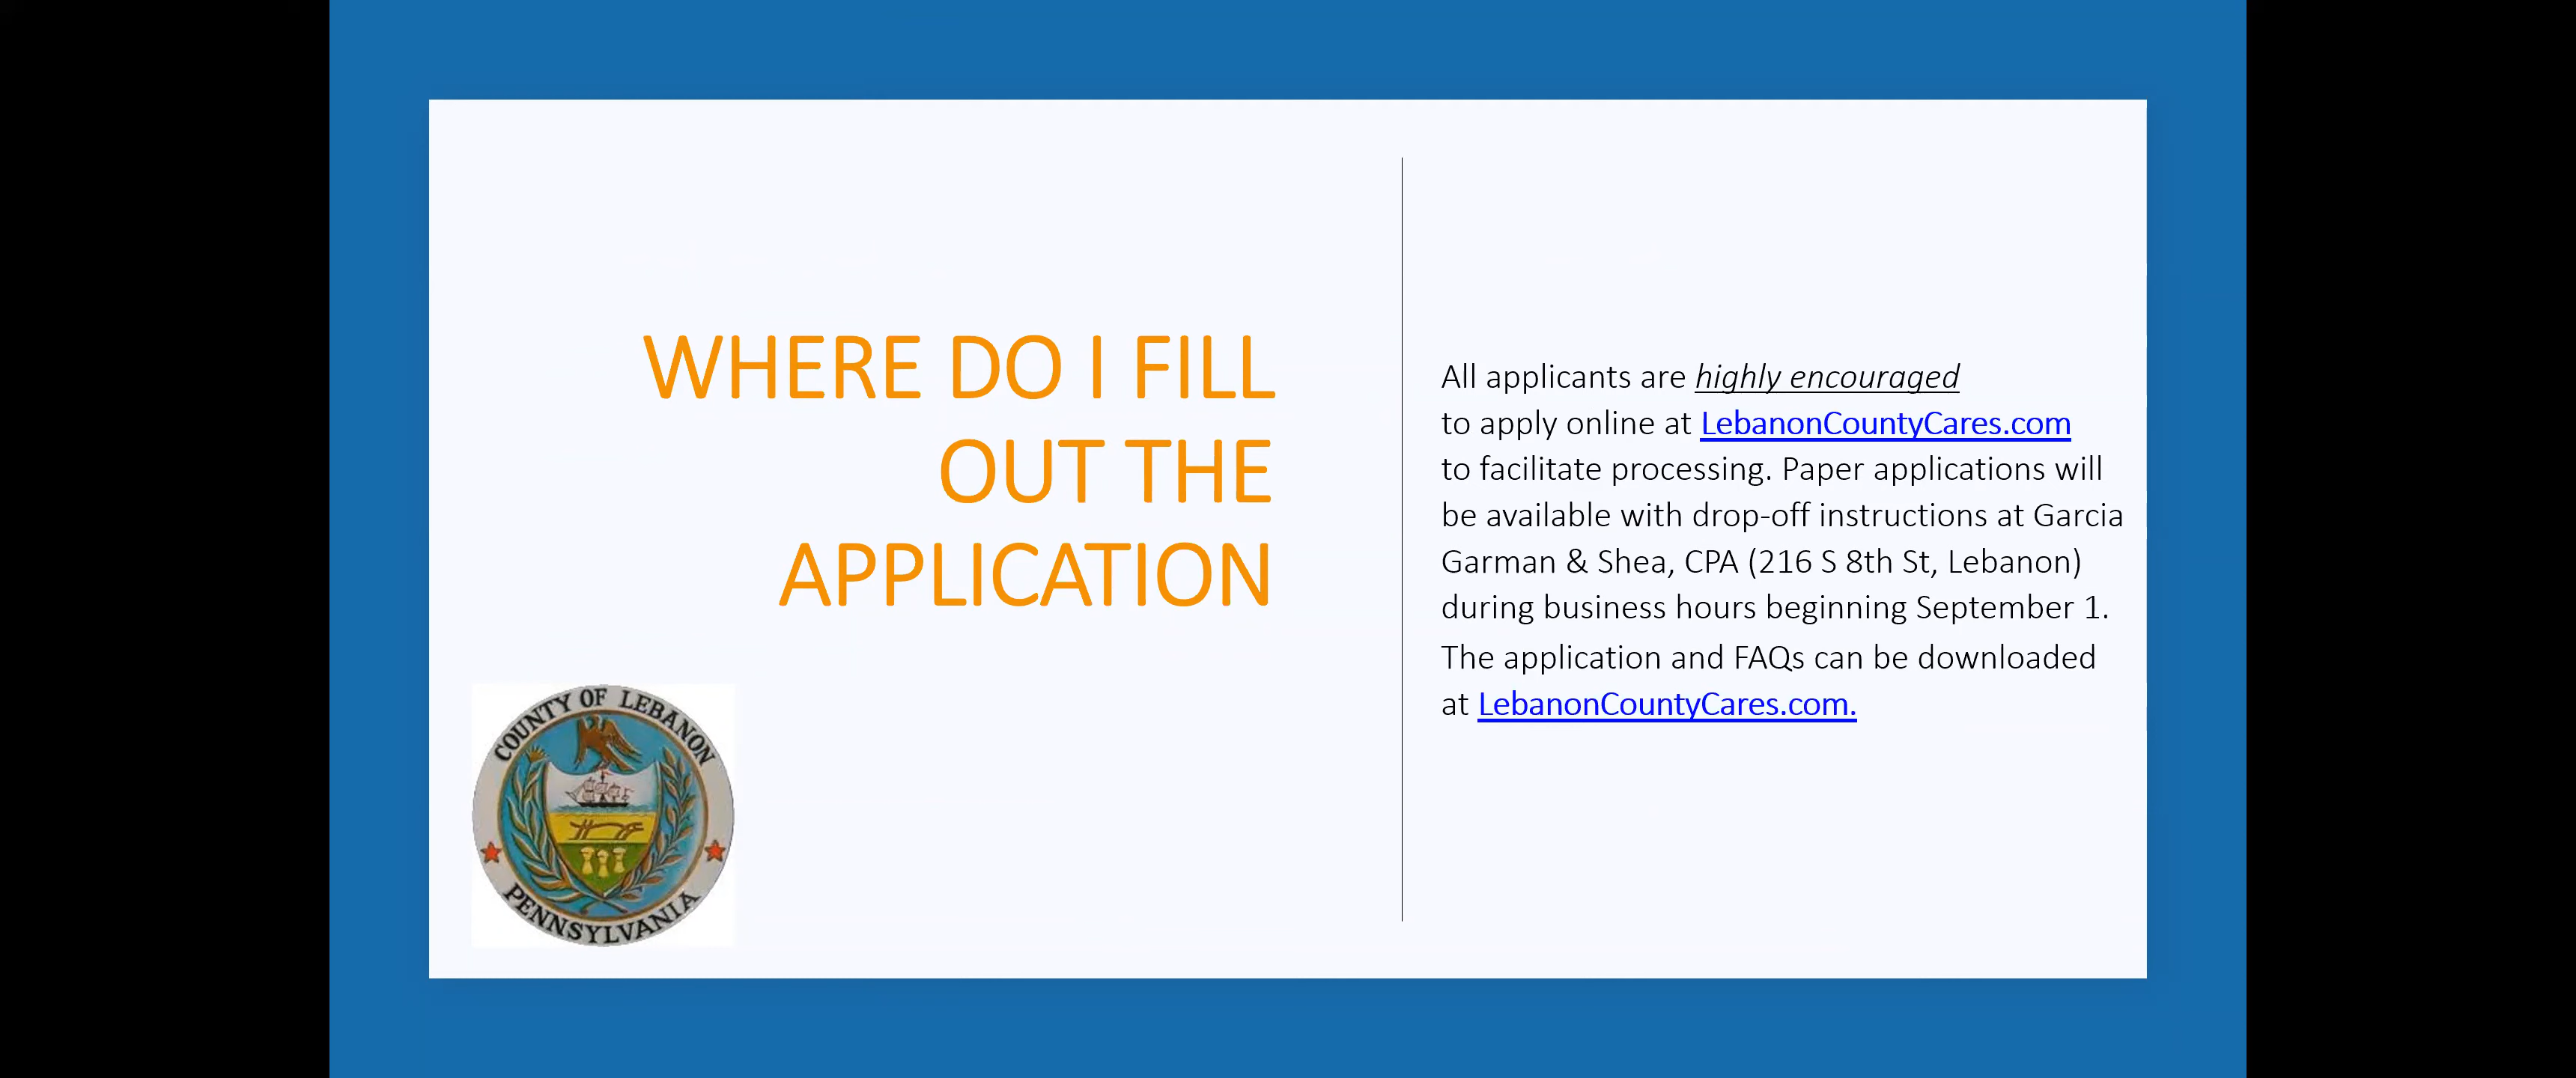 WHERE DO I FILL
OUT THE
APPLICATION
All applicants are highly encouraged
to apply online at LebanonCountyCares.com
to facilitate processing. Paper applications will
be available with drop-off instructions at Garcia
Garman & Shea, CPA (216 S 8th St, Lebanon)
during business hours beginning September 1.
The application and FAQs can be downloaded
at LebanonCountyCares.com.
COUNTY OF LEBANON
PENNSYLVANIA